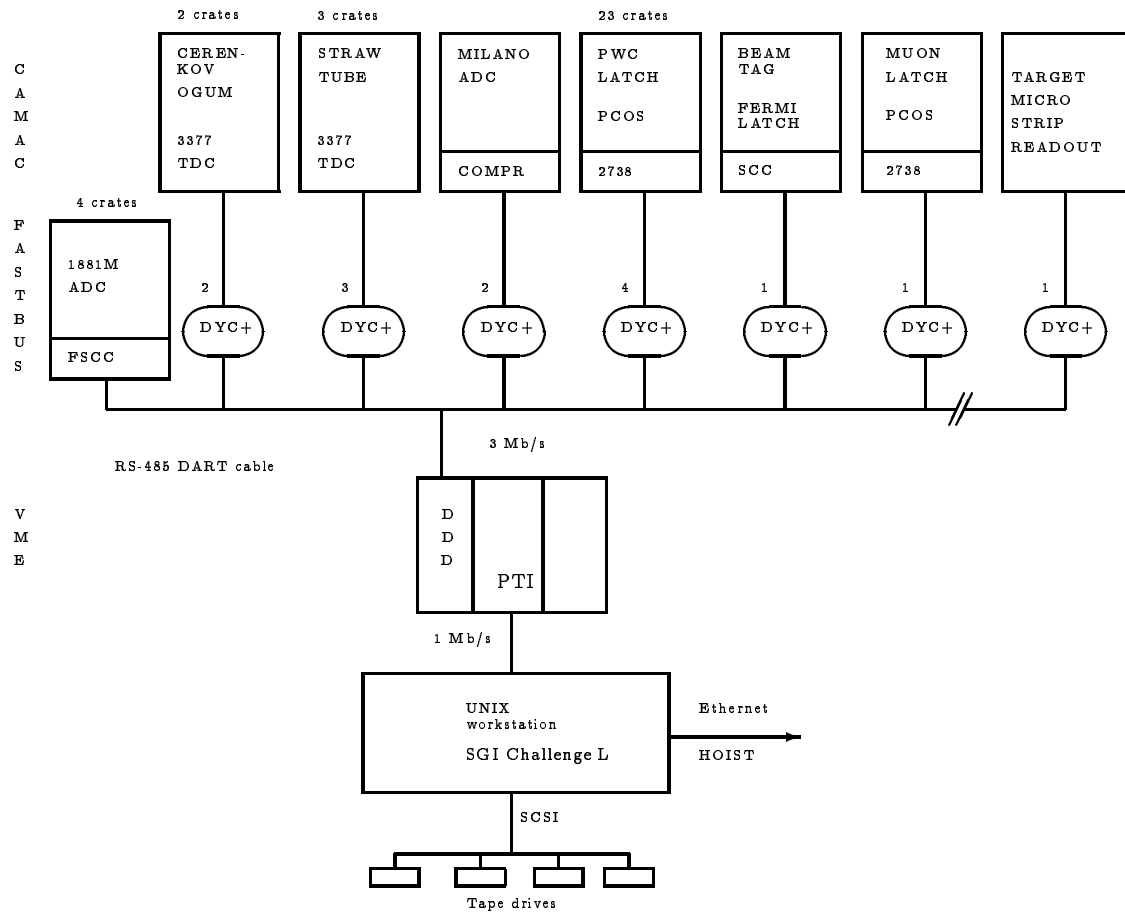 2 crates
3 crates
23 crates
C
A
M
A
C
CEREN-
KOV
OGUM
3377
TDC
STRAW
TUBE
3377
TDC
MILANO
ADC
COMPR
PWC
LATCH
PCOS
2738
BEAM
TAG
FERMI
LATCH
SCC
MUON
LATCH
PCOS
2738
TARGET
MICRO
STRIP
READOUT
4 crates
F
A
S
T
B
U
S
1881M
ADC
FSCC
2
DYC+
3
DYC+
2
DYC+
4
DYC+
1
DYC+
1
DYC+
1
DYC+
3 Mb/s
RS-485 DART cable
V
M
E
D
D
D
PTI
1 Mb/s
UNIX
workstation
SGI Challenge L
Ethernet
HOIST
SCSI
Tape drives